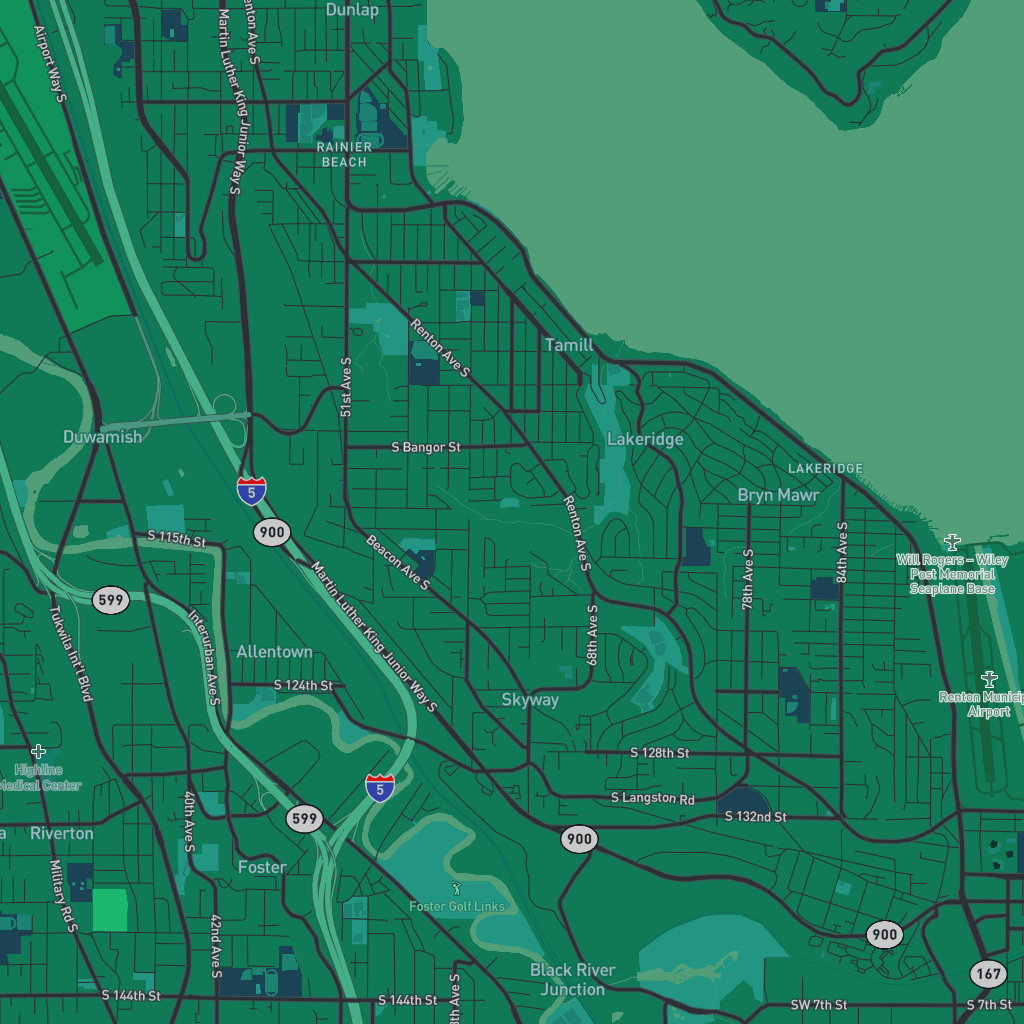 Dunlap
Airport Way S
Martin Luther King Junior Way S
RAINIER
BEACH
Renton Ave S
Tamill
51st Ave S
Duwamish
S Bangor St
Lakeridge
LAKERIDGE
Bryn Mawr
5
900
S 115th St
Renton Ave S
84th Ave S
Beacon Ave S
Will Rogers – Wiley
Post Memorial
Seaplane Base
78th Ave S
599
Tukwila Int'l Blvd
Interurban Ave S
Martin Luther King Junior Way S
68th Ave S
Allentown
S 124th St
Skyway
Renton Munici
Airport
S 128th St
Highline
Medical Center
5
S Langston Rd
599
40th Ave S
S 132nd St
Riverton
900
Foster
Military Rd S
Foster Golf Links
42nd Ave S
900
Black River
Junction
167
S 144th St
S 144th St
SW 7th St
S 7th St